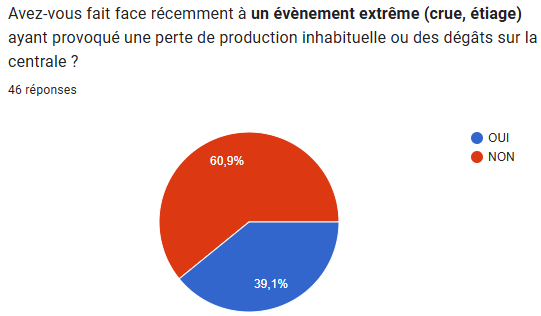 Avez-vous fait face récemment à un évènement extrême (crue, étiage)
ayant provoqué une perte de production inhabituelle ou des dégâts sur la
centrale ?
46 réponses
OUI
NON
60,9%
39,1%